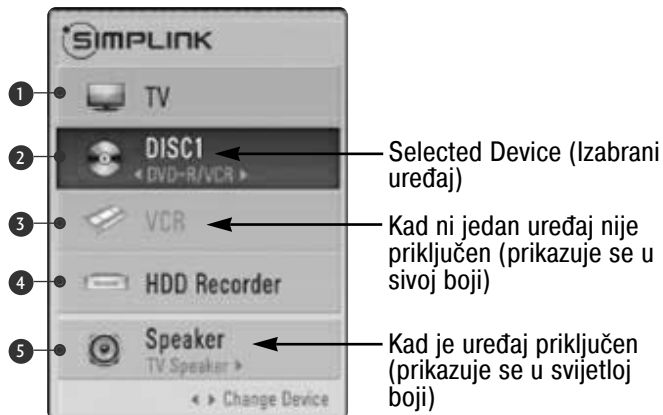 SIMPLINK
1 TV
2 DISC1
◂ DVD-R/VCR ▸
Selected Device (Izabrani
uređaj)
3 VCR
Kad ni jedan uređaj nije
priključen (prikazuje se u
sivoj boji)
4 HDD Recorder
5 Speaker
TV Speaker ▸
Kad je uređaj priključen
(prikazuje se u svijetloj
boji)
◂ ▸ Change Device